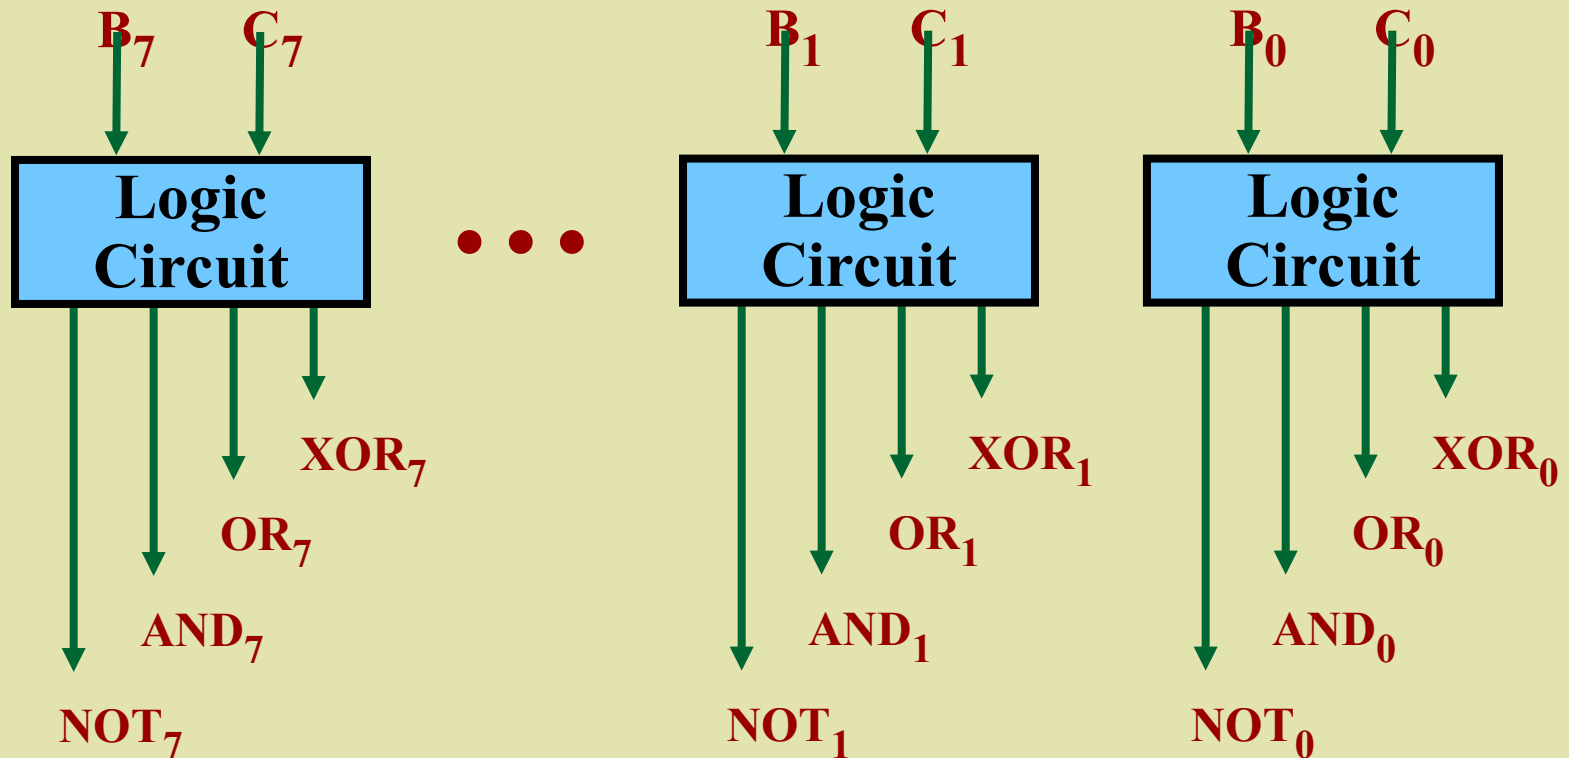 B₇ C₇ B₁ C₁ B₀ C₀
Logic Circuit
Logic Circuit
Logic Circuit
• • •
XOR₇ XOR₁ XOR₀
OR₇ OR₁ OR₀
AND₇ AND₁ AND₀
NOT₇ NOT₁ NOT₀